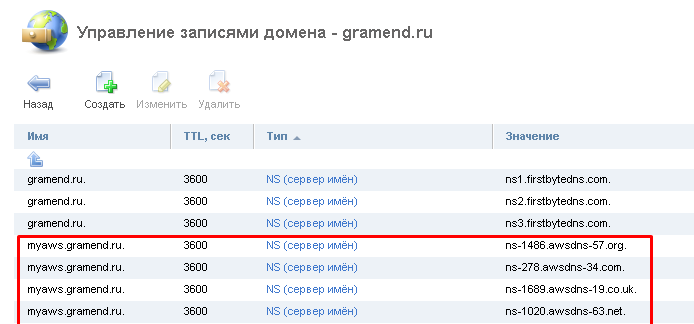 Управление записями домена - gramend.ru
Назад Создать Изменить Удалить
Имя TTL, сек Тип Значение
gramend.ru. 3600 NS (сервер имён) ns1.firstbytedns.com.
gramend.ru. 3600 NS (сервер имён) ns2.firstbytedns.com.
gramend.ru. 3600 NS (сервер имён) ns3.firstbytedns.com.
myaws.gramend.ru. 3600 NS (сервер имён) ns-1486.awsdns-57.org.
myaws.gramend.ru. 3600 NS (сервер имён) ns-278.awsdns-34.com.
myaws.gramend.ru. 3600 NS (сервер имён) ns-1689.awsdns-19.co.uk.
myaws.gramend.ru. 3600 NS (сервер имён) ns-1020.awsdns-63.net.